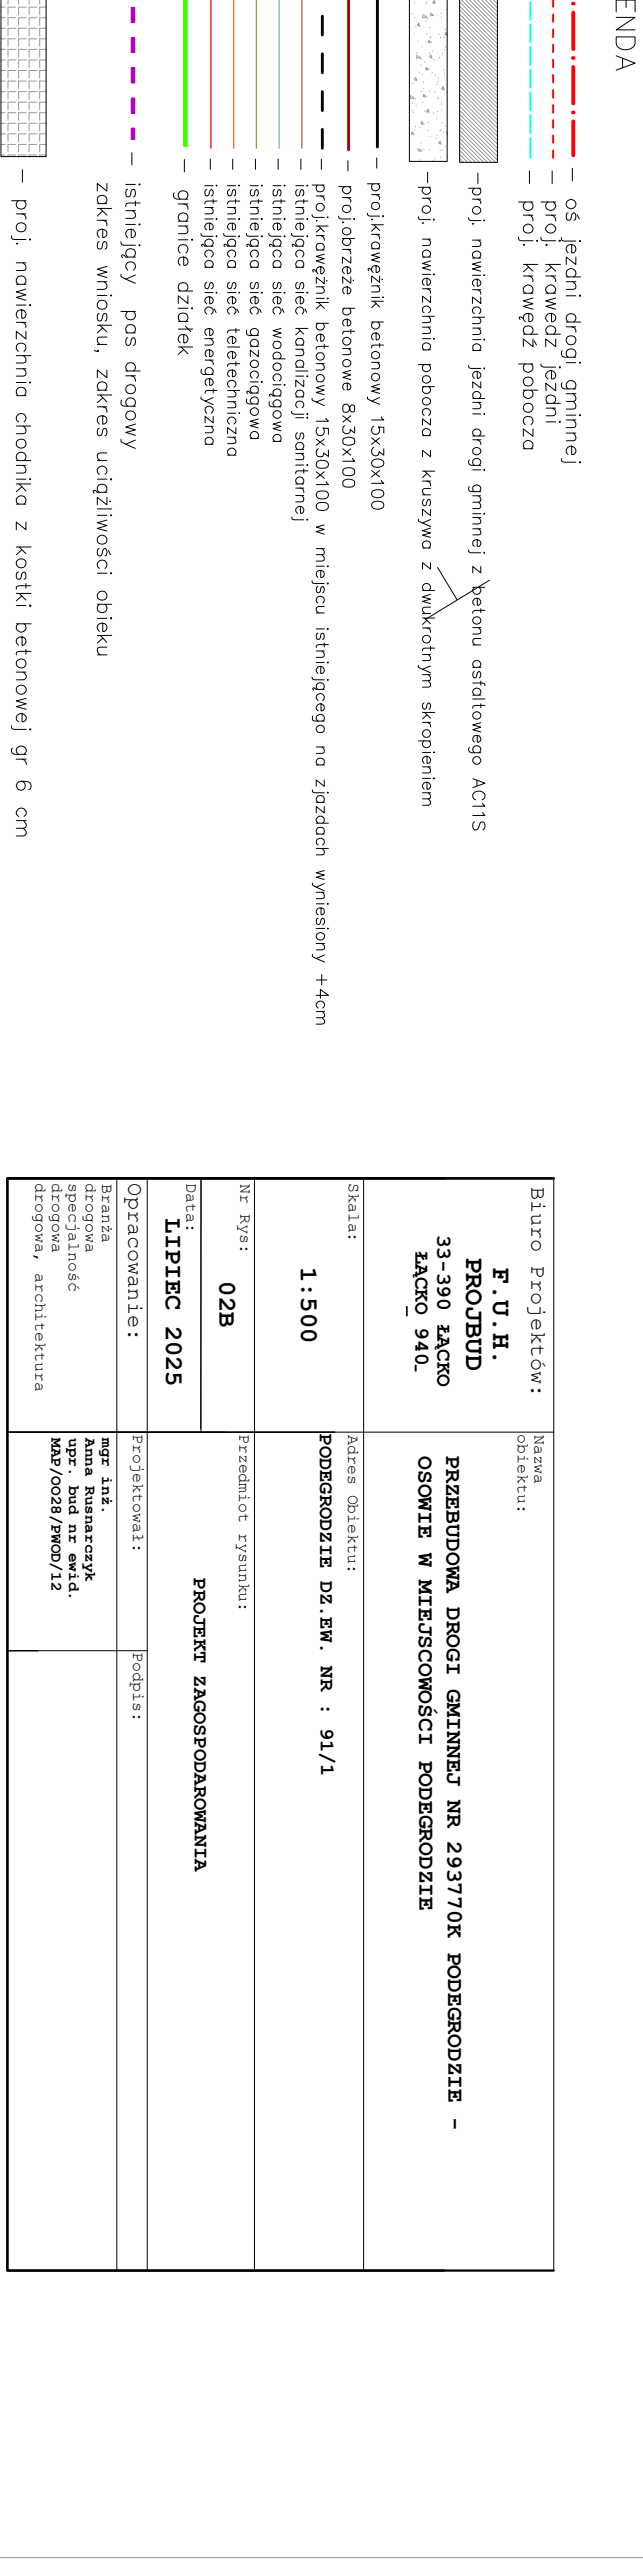 ENDA
– oś jezdni drogi gminnej
– proj. krawedz jezdni
– proj. krawędź pobocza
–proj. nawierzchnia jezdni drogi gminnej z betonu asfaltowego AC11S
–proj. nawierzchnia pobocza z kruszywa z dwukrotnym skropieniem
– proj.krawężnik betonowy 15x30x100
– proj.obrzeże betonowe 8x30x100
– proj.krawężnik betonowy 15x30x100 w miejscu istniejącego na zjazdach wyniesiony +4cm
– istniejąca sieć kanalizacji sanitarnej
– istniejąca sieć wodociągowa
– istniejąca sieć gazociągowa
– istniejąca sieć teletechniczna
– istniejąca sieć energetyczna
– granice działek
– istniejący pas drogowy
zakres wniosku, zakres uciążliwości obieku
– proj. nawierzchnia chodnika z kostki betonowej gr 6 cm
Biuro Projektów:
F.U.H.
PROJBUD
33-390 ŁĄCKO
ŁĄCKO 940
Nazwa
obiektu:
PRZEBUDOWA DROGI GMINNEJ NR 293770K PODEGRODZIE –
OSOWIE W MIEJSCOWOŚCI PODEGRODZIE
Skala:
1:500
Adres Obiektu:
PODEGRODZIE DZ.EW. NR : 91/1
Nr Rys:
02B
Przedmiot rysunku:
PROJEKT ZAGOSPODAROWANIA
Data:
LIPIEC 2025
Opracowanie:
Projektował:
Podpis:
Branża
drogowa
specjalność
drogowa
drogowa, architektura
mgr inż.
Anna Rusnarczyk
upr. bud nr ewid.
MAP/0028/PWOD/12